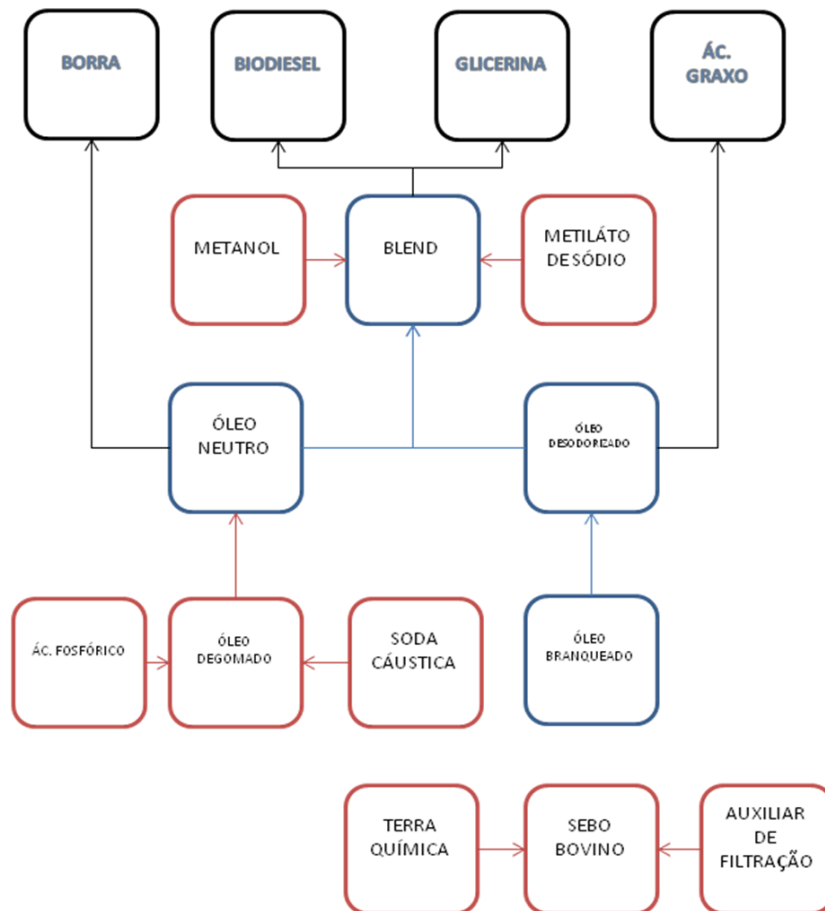 BORRA
BIODIESEL
GLICERINA
ÁC.
GRAXO
METANOL
BLEND
METILÁTO
DE SÓDIO
ÓLEO
NEUTRO
ÓLEO
DESODORIZADO
ÁC. FOSFÓRICO
ÓLEO
DEGOMADO
SODA
CÁUSTICA
ÓLEO
BRANQUEADO
TERRA
QUÍMICA
SEBO
BOVINO
AUXILIAR
DE
FILTRAÇÃO